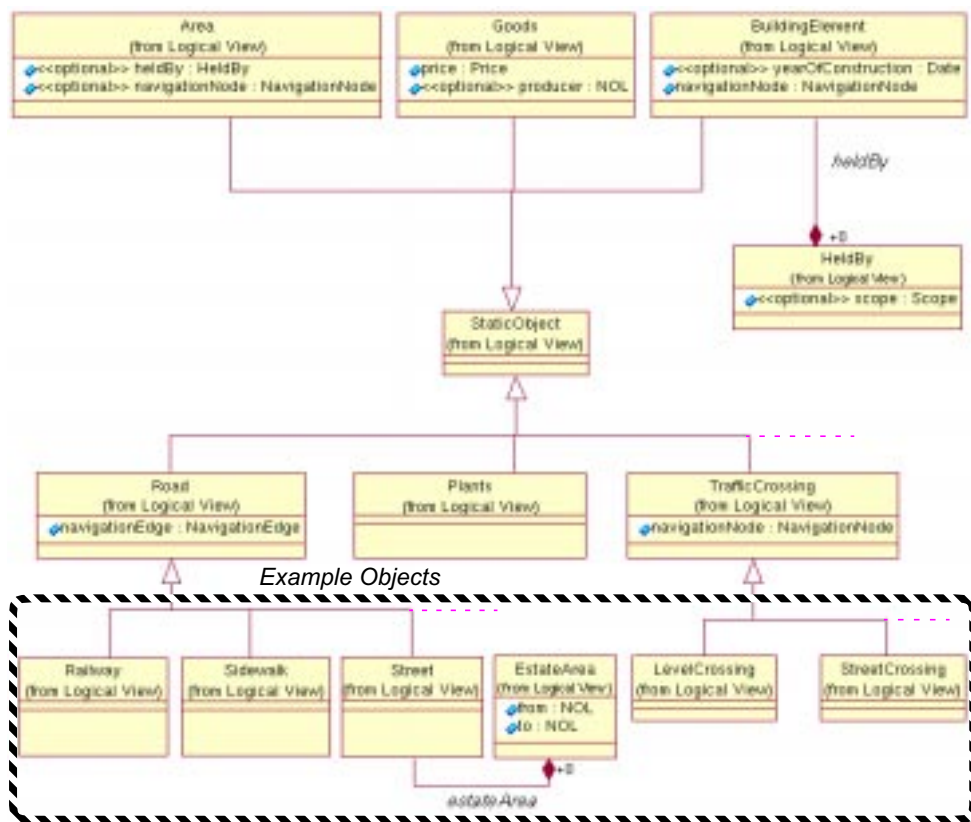 Area
(from Logical View)
<<optional>> heldBy : HeldBy
<<optional>> navigationNode : NavigationNode
Goods
(from Logical View)
price : Price
<<optional>> producer : NOL
BuildingElement
(from Logical View)
<<optional>> yearOfConstruction : Date
navigationNode : NavigationNode
heldBy
+0
HeldBy
(from Logical View)
<<optional>> scope : Scope
StaticObject
(from Logical View)
Road
(from Logical View)
navigationEdge : NavigationEdge
Plants
(from Logical View)
TrafficCrossing
(from Logical View)
navigationNode : NavigationNode
Example Objects
Railway
(from Logical View)
Sidewalk
(from Logical View)
Street
(from Logical View)
EstateArea
(from Logical View)
from : NOL
to : NOL
LevelCrossing
(from Logical View)
StreetCrossing
(from Logical View)
+0
estateArea